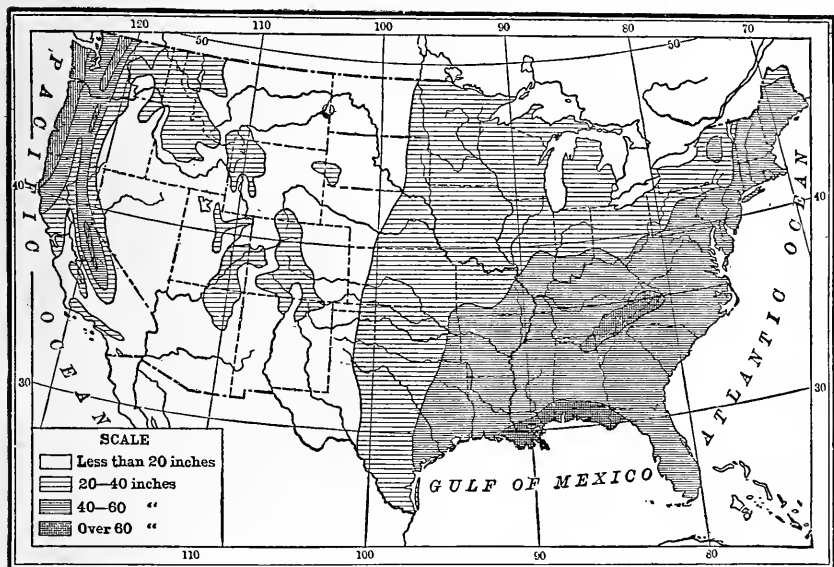 120 110 100 90 80 70
50 50
PACIFIC OCEAN
40 40
ATLANTIC OCEAN
30 30
GULF OF MEXICO
SCALE
Less than 20 inches
20–40 inches
40–60 “
Over 60 “
110 100 90 80